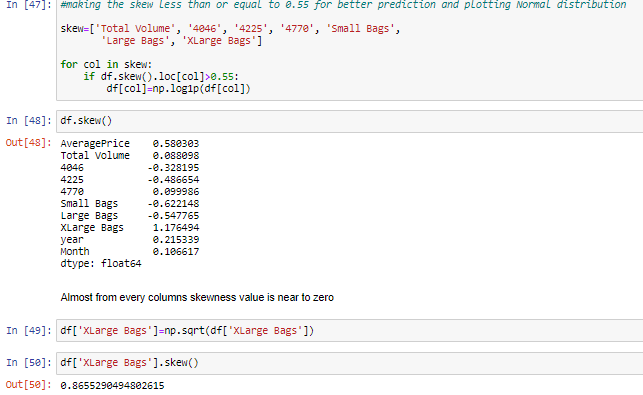 In [47]: #making the skew less than or equal to 0.55 for better prediction and plotting Normal distribution
skew=['Total Volume', '4046', '4225', '4770', 'Small Bags',
'Large Bags', 'XLarge Bags']
for col in skew:
if df.skew().loc[col]>0.55:
df[col]=np.log1p(df[col])
In [48]: df.skew()
Out[48]: AveragePrice 0.580303
Total Volume 0.088098
4046 -0.328195
4225 -0.486654
4770 0.099986
Small Bags -0.622148
Large Bags -0.547765
XLarge Bags 1.176494
year 0.215339
Month 0.106617
dtype: float64
Almost from every columns skewness value is near to zero
In [49]: df['XLarge Bags']=np.sqrt(df['XLarge Bags'])
In [50]: df['XLarge Bags'].skew()
Out[50]: 0.8655290494802615